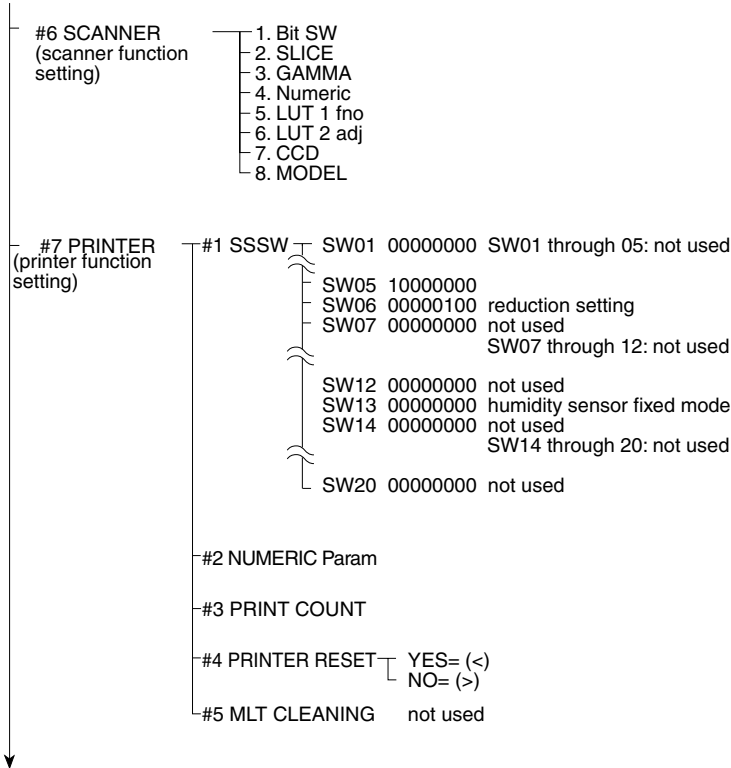 #6 SCANNER
(scanner function
setting)
1. Bit SW
2. SLICE
3. GAMMA
4. Numeric
5. LUT 1 fno
6. LUT 2 adj
7. CCD
8. MODEL
#7 PRINTER
(printer function
setting)
#1 SSSW
SW01 00000000 SW01 through 05: not used
SW05 10000000
SW06 00000100 reduction setting
SW07 00000000 not used
SW07 through 12: not used
SW12 00000000 not used
SW13 00000000 humidity sensor fixed mode
SW14 00000000 not used
SW14 through 20: not used
SW20 00000000 not used
#2 NUMERIC Param
#3 PRINT COUNT
#4 PRINTER RESET
YES= (<)
NO= (>)
#5 MLT CLEANING not used